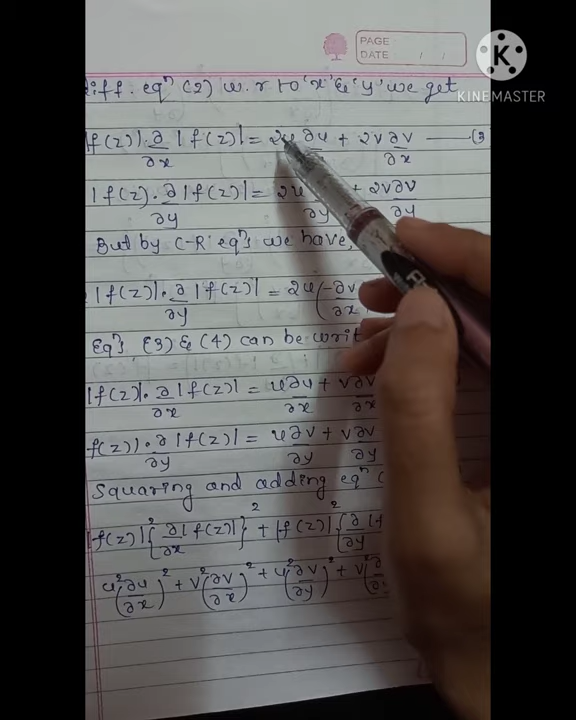 PAGE
DATE / /
KINEMASTER
diff. eqⁿ (2) w.r to 'x' & 'y' we get
|f(z)|. ∂/∂x |f(z)| = 2u ∂u + 2v ∂v/∂x —(3
|f(z). ∂/∂y |f(z)| = 2u /∂y + 2v ∂v/∂y
But by C-R eqⁿs we have,
|f(z)|. ∂/∂y |f(z)| = 2u (-∂v/∂x
Eqⁿs (3) & (4) can be writ
|f(z)|. ∂/∂x |f(z)| = u ∂u/∂x + v ∂v/∂x
f(z)). ∂/∂y |f(z)| = u ∂v/∂y + v ∂v/∂y
Squaring and adding eqⁿ (
|f(z)|² {∂/∂x |f(z)|}² + |f(z)|² {∂/∂y |f
u² (∂u/∂x)² + v² (∂v/∂x)² + u² (∂v/∂y)² + v² (∂